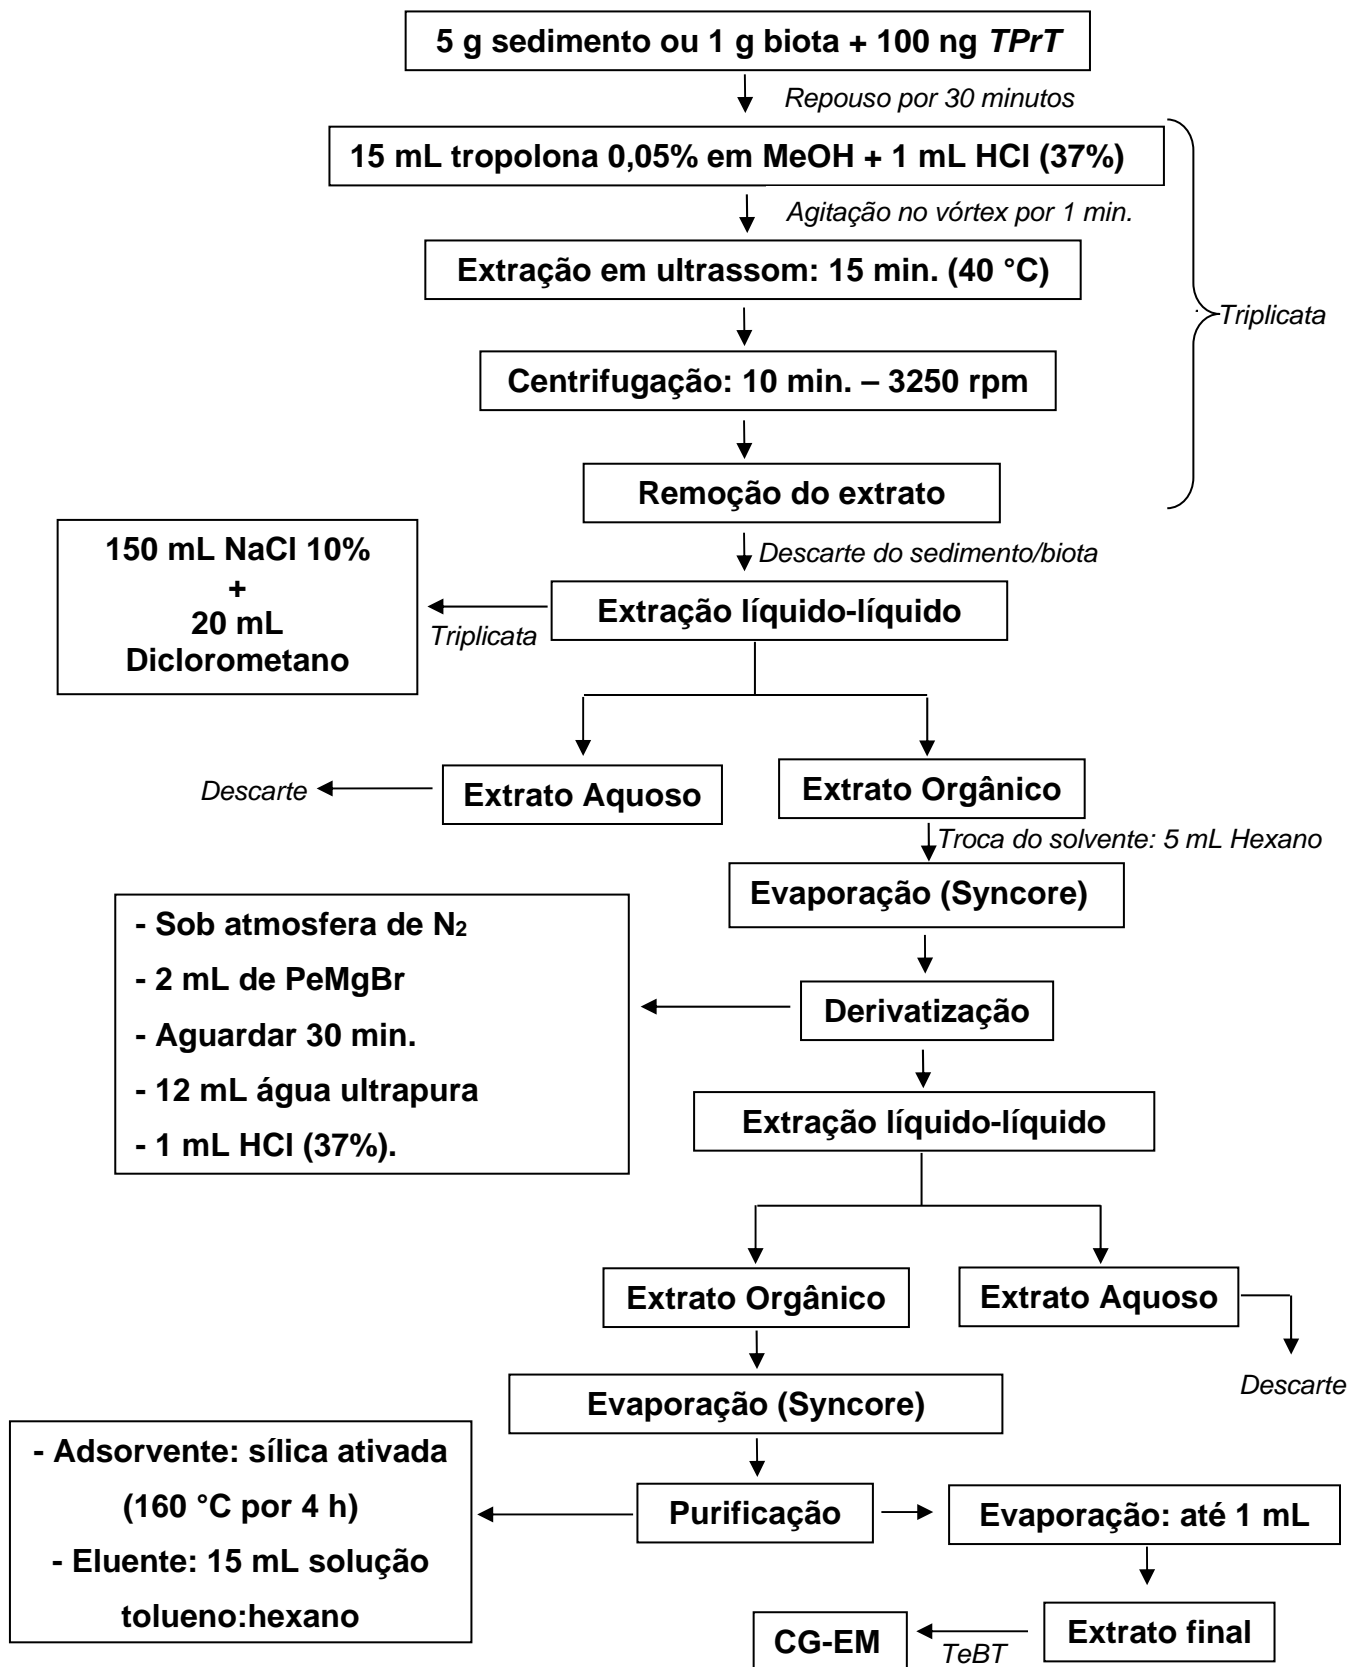 5 g sedimento ou 1 g biota + 100 ng TPrT
Repouso por 30 minutos
15 mL tropolona 0,05% em MeOH + 1 mL HCl (37%)
Agitação no vórtex por 1 min.
Extração em ultrassom: 15 min. (40 °C)
Triplicata
Centrifugação: 10 min. – 3250 rpm
Remoção do extrato
Descarte do sedimento/biota
150 mL NaCl 10%
+
20 mL
Diclorometano
Triplicata
Extração líquido-líquido
Extrato Aquoso
Descarte
Extrato Orgânico
Troca do solvente: 5 mL Hexano
Evaporação (Syncore)
Derivatização
- Sob atmosfera de N₂
- 2 mL de PeMgBr
- Aguardar 30 min.
- 12 mL água ultrapura
- 1 mL HCl (37%).
Extração líquido-líquido
Extrato Orgânico
Extrato Aquoso
Descarte
Evaporação (Syncore)
Purificação
- Adsorvente: sílica ativada
(160 °C por 4 h)
- Eluente: 15 mL solução
tolueno:hexano
Evaporação: até 1 mL
Extrato final
TeBT
CG-EM